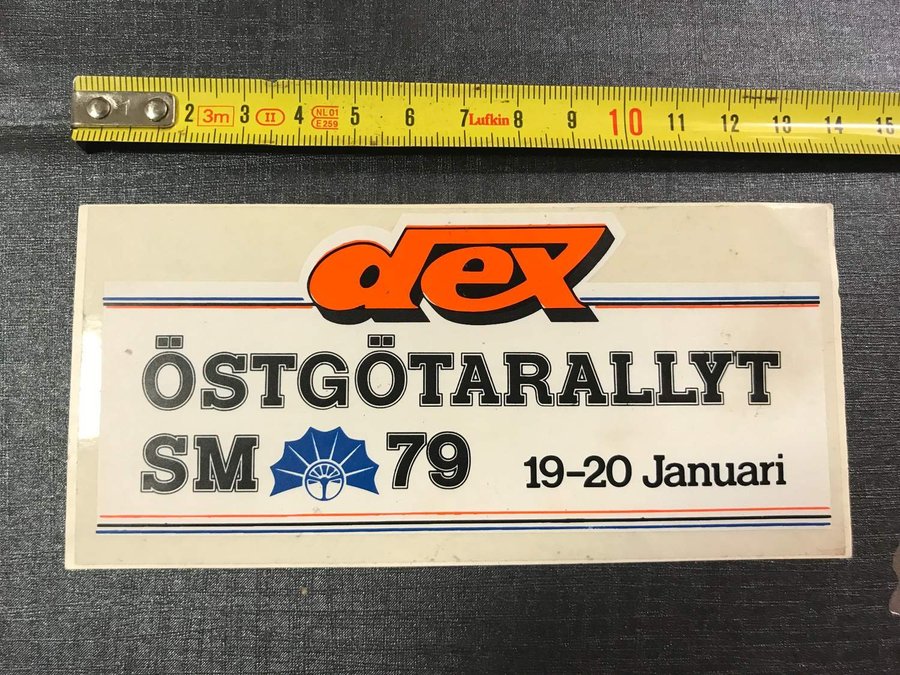 2 3m 3 II 4 NL01 E259 5 6 7 Lufkin 8 9 10 11 12 13 14 15
dex
ÖSTGÖTARALLYT
SM 79 19-20 Januari